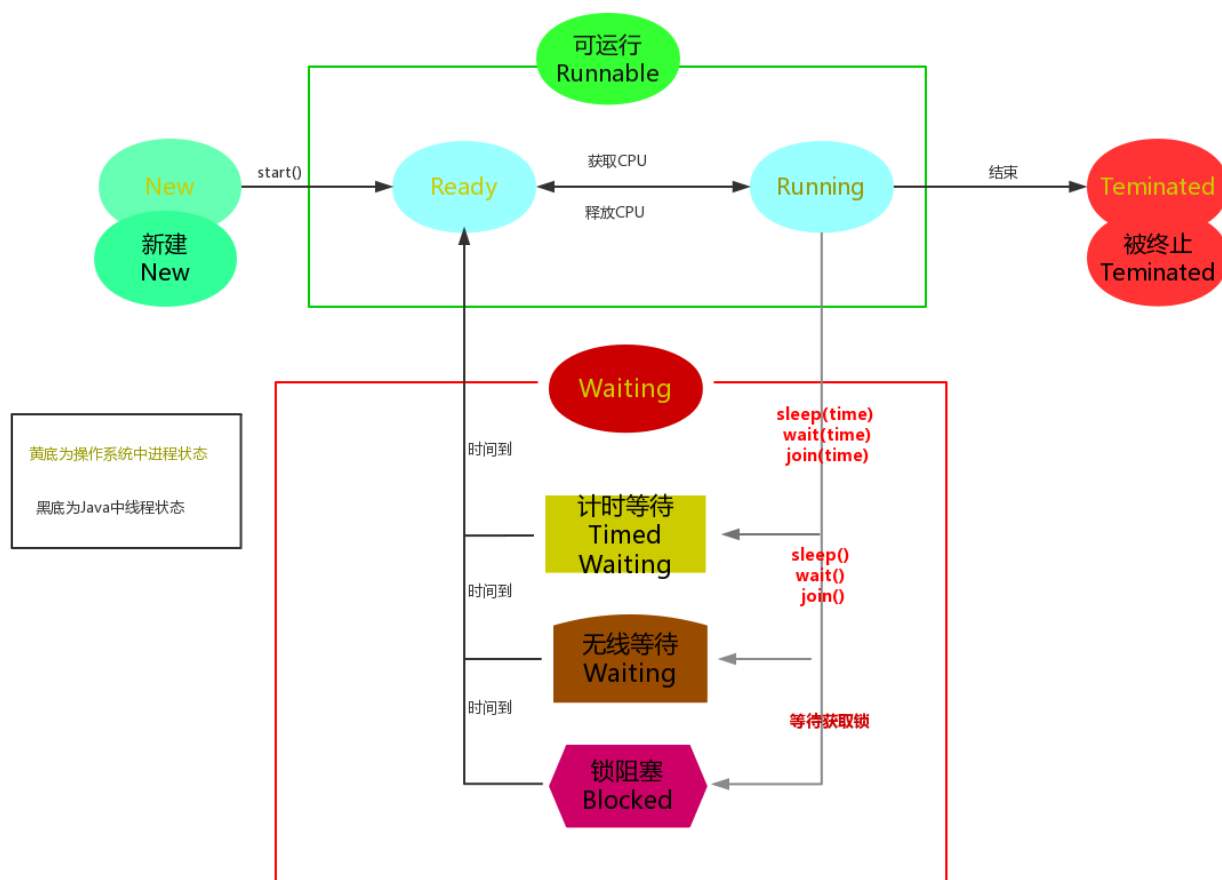 可运行
Runnable
New
start()
Ready
获取CPU
释放CPU
Running
结束
Teminated
新建
New
被终止
Teminated
Waiting
黄底为操作系统中进程状态
黑底为Java中线程状态
时间到
sleep(time)
wait(time)
join(time)
计时等待
Timed
Waiting
时间到
sleep()
wait()
join()
无线等待
Waiting
时间到
等待获取锁
锁阻塞
Blocked